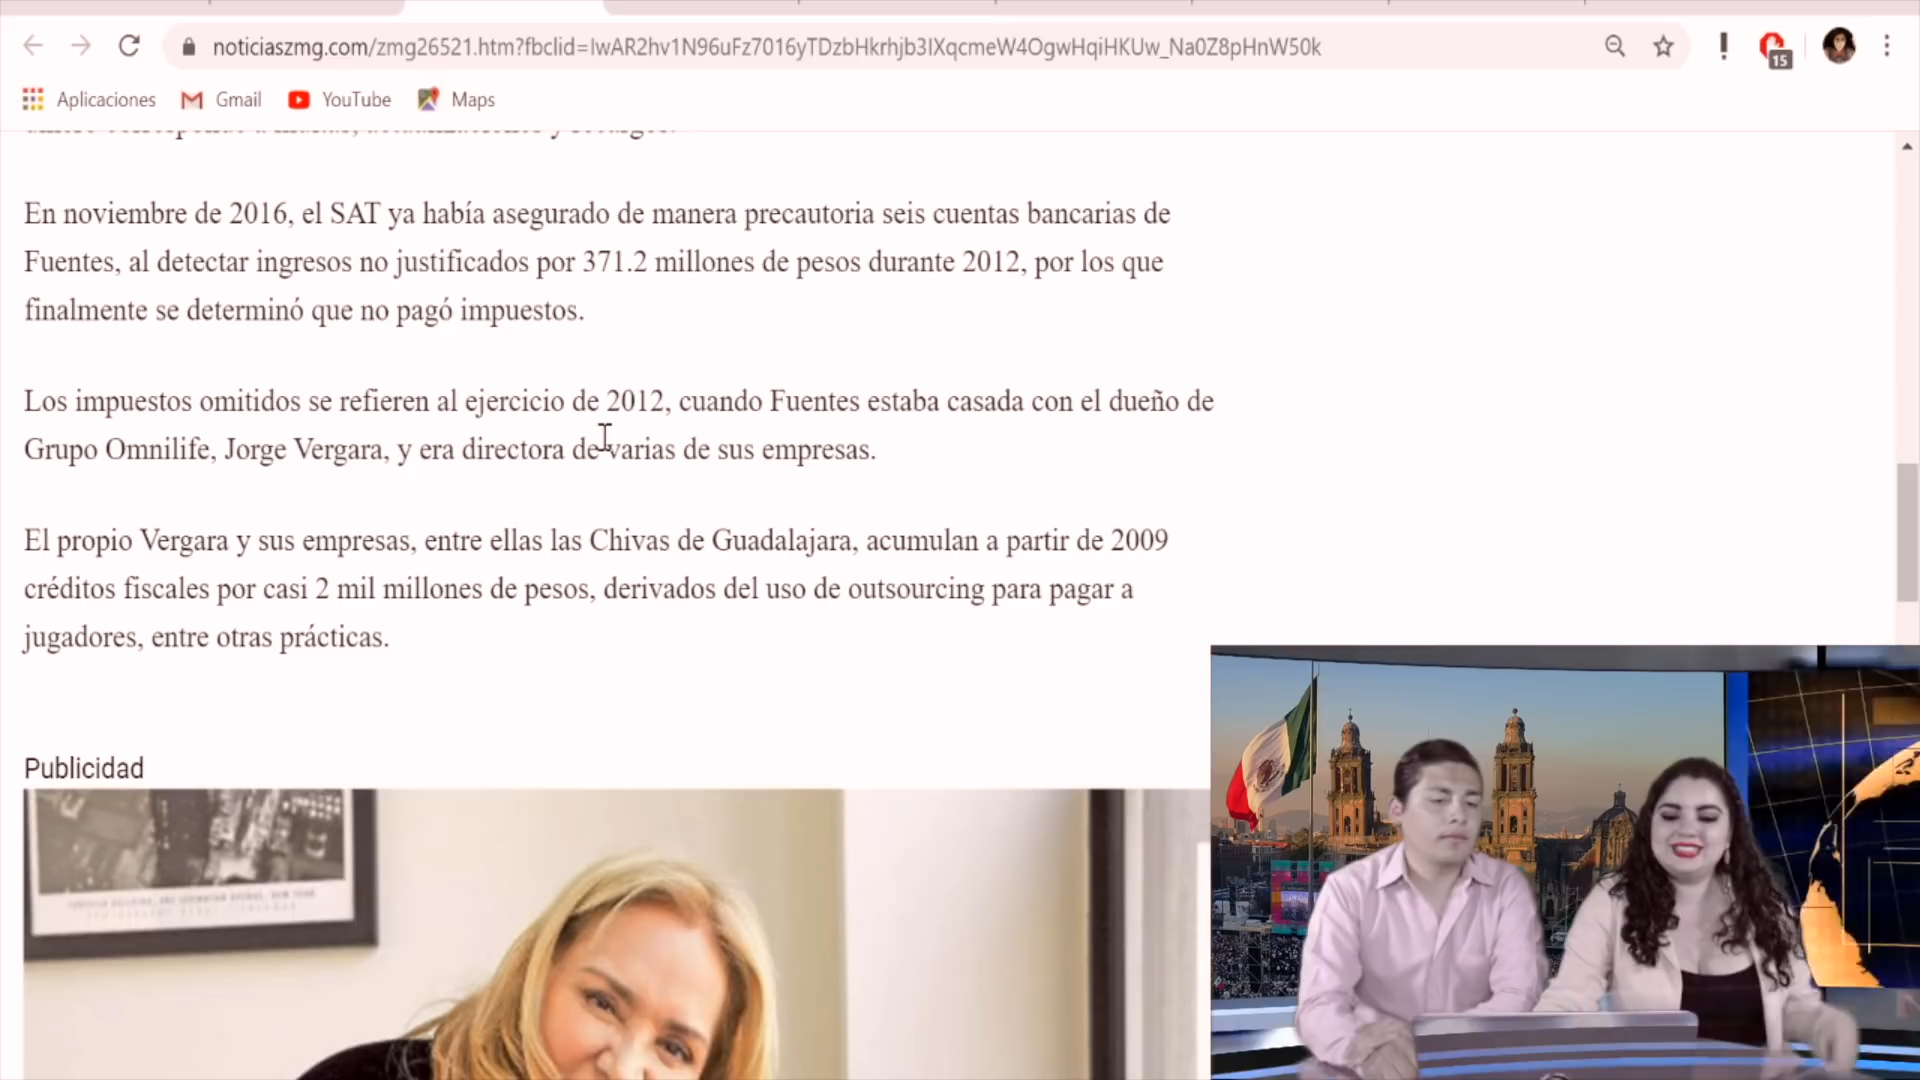 noticiaszmg.com/zmg26521.htm?fbclid=IwAR2hv1N96uFz7016yTDzbHkrhjb3IXqcmeW4OgwHqiHKUw_Na0Z8pHnW50k
15
Aplicaciones Gmail YouTube Maps
En noviembre de 2016, el SAT ya había asegurado de manera precautoria seis cuentas bancarias de
Fuentes, al detectar ingresos no justificados por 371.2 millones de pesos durante 2012, por los que
finalmente se determinó que no pagó impuestos.
Los impuestos omitidos se refieren al ejercicio de 2012, cuando Fuentes estaba casada con el dueño de
Grupo Omnilife, Jorge Vergara, y era directora de varias de sus empresas.
El propio Vergara y sus empresas, entre ellas las Chivas de Guadalajara, acumulan a partir de 2009
créditos fiscales por casi 2 mil millones de pesos, derivados del uso de outsourcing para pagar a
jugadores, entre otras prácticas.
Publicidad